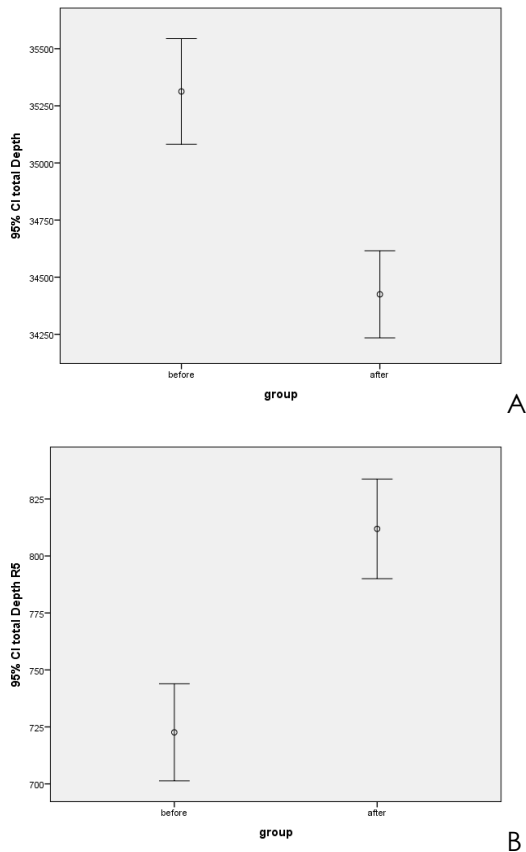 95% CI total Depth
35500
35250
35000
34750
34500
34250
before
after
group
A
95% CI total Depth R5
825
800
775
750
725
700
before
after
group
B